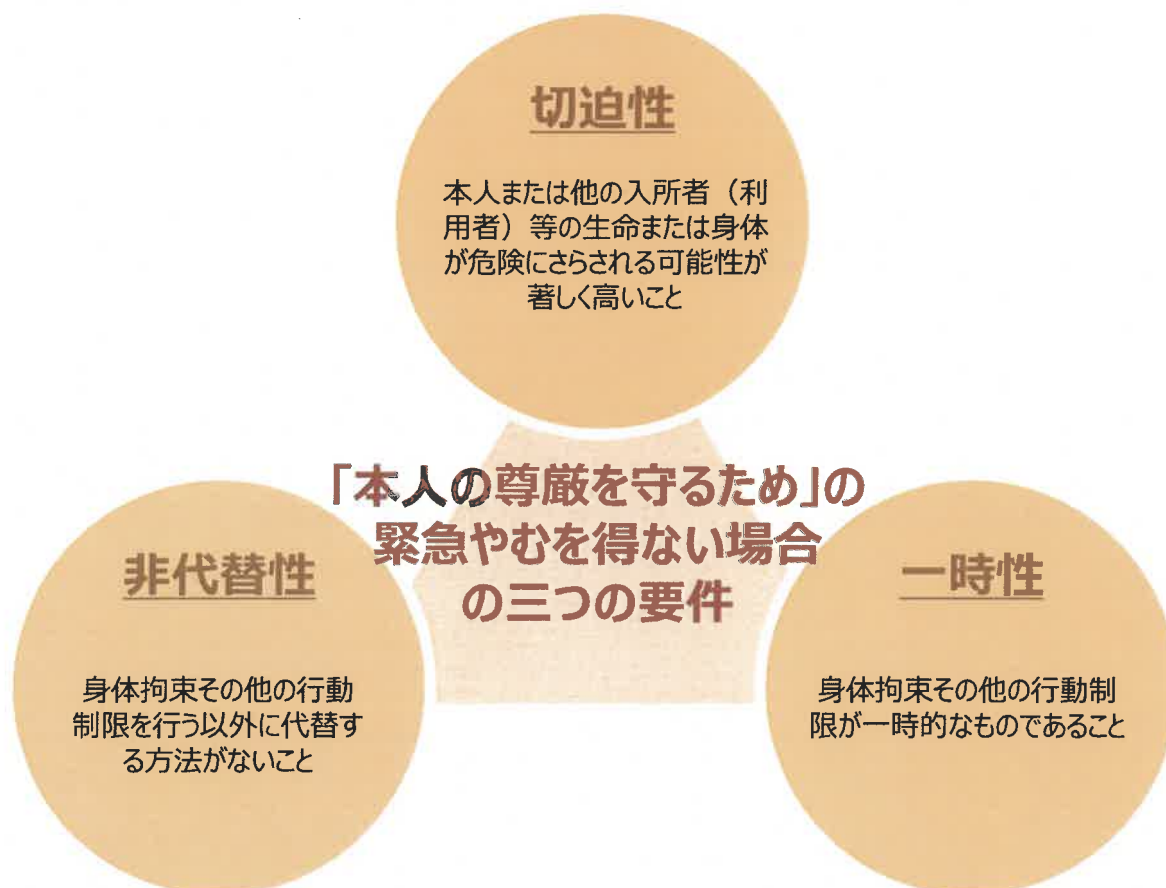 切迫性
本人または他の入所者（利
用者）等の生命または身体
が危険にさらされる可能性が
著しく高いこと
「本人の尊厳を守るため」の
緊急やむを得ない場合
の三つの要件
非代替性
身体拘束その他の行動
制限を行う以外に代替す
る方法がないこと
一時性
身体拘束その他の行動制
限が一時的なものであること